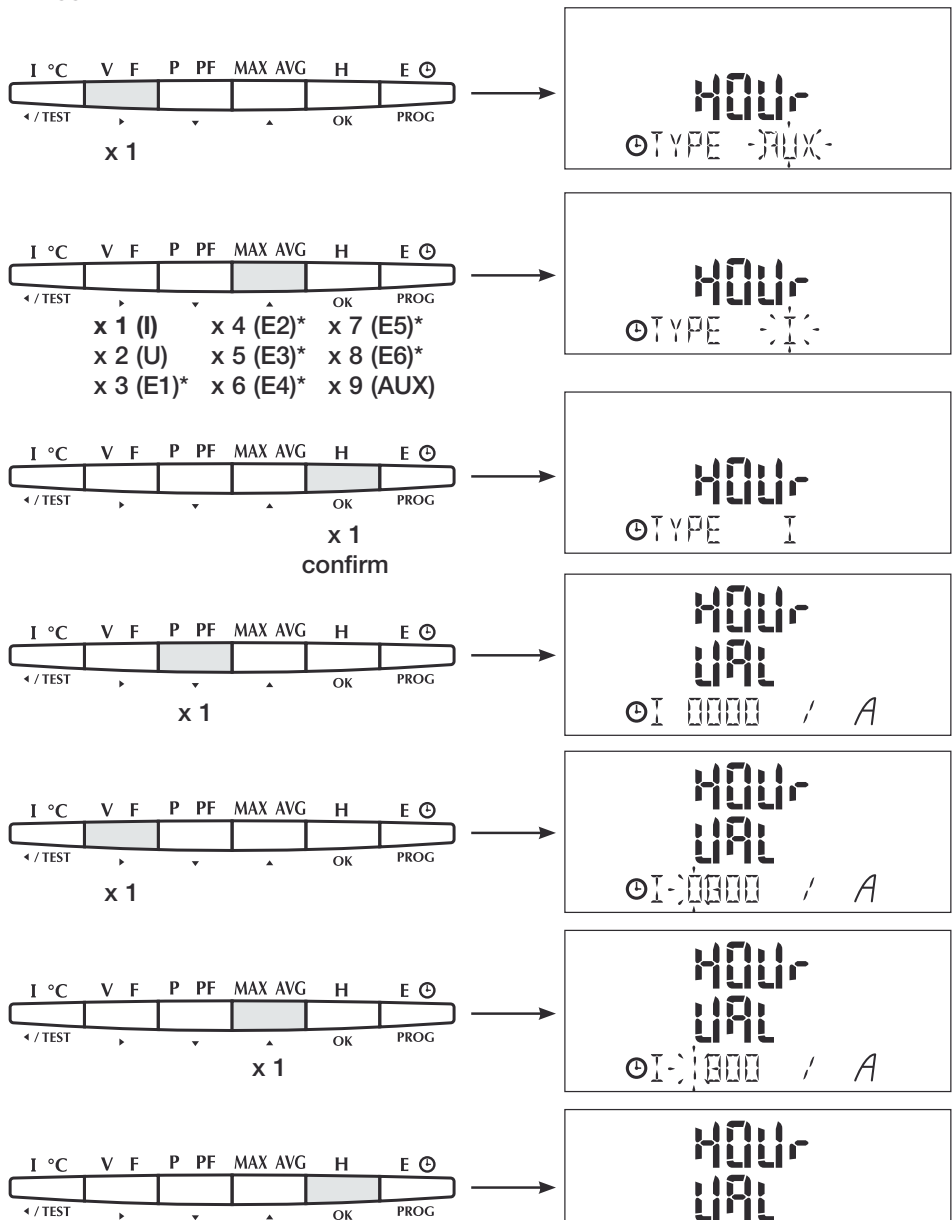 I °C V F P PF MAX AVG H E
HOUr
/ TEST OK PROG
TYPE AUX
x 1
I °C V F P PF MAX AVG H E
HOUr
/ TEST OK PROG
TYPE I
x 1 (I) x 4 (E2)* x 7 (E5)*
x 2 (U) x 5 (E3)* x 8 (E6)*
x 3 (E1)* x 6 (E4)* x 9 (AUX)
I °C V F P PF MAX AVG H E
HOUr
/ TEST OK PROG
TYPE I
x 1
confirm
I °C V F P PF MAX AVG H E
HOUr
VAL
/ TEST OK PROG
I 0000 / A
x 1
I °C V F P PF MAX AVG H E
HOUr
VAL
/ TEST OK PROG
I 0000 / A
x 1
I °C V F P PF MAX AVG H E
HOUr
VAL
/ TEST OK PROG
I 1000 / A
x 1
I °C V F P PF MAX AVG H E
HOUr
VAL
/ TEST OK PROG